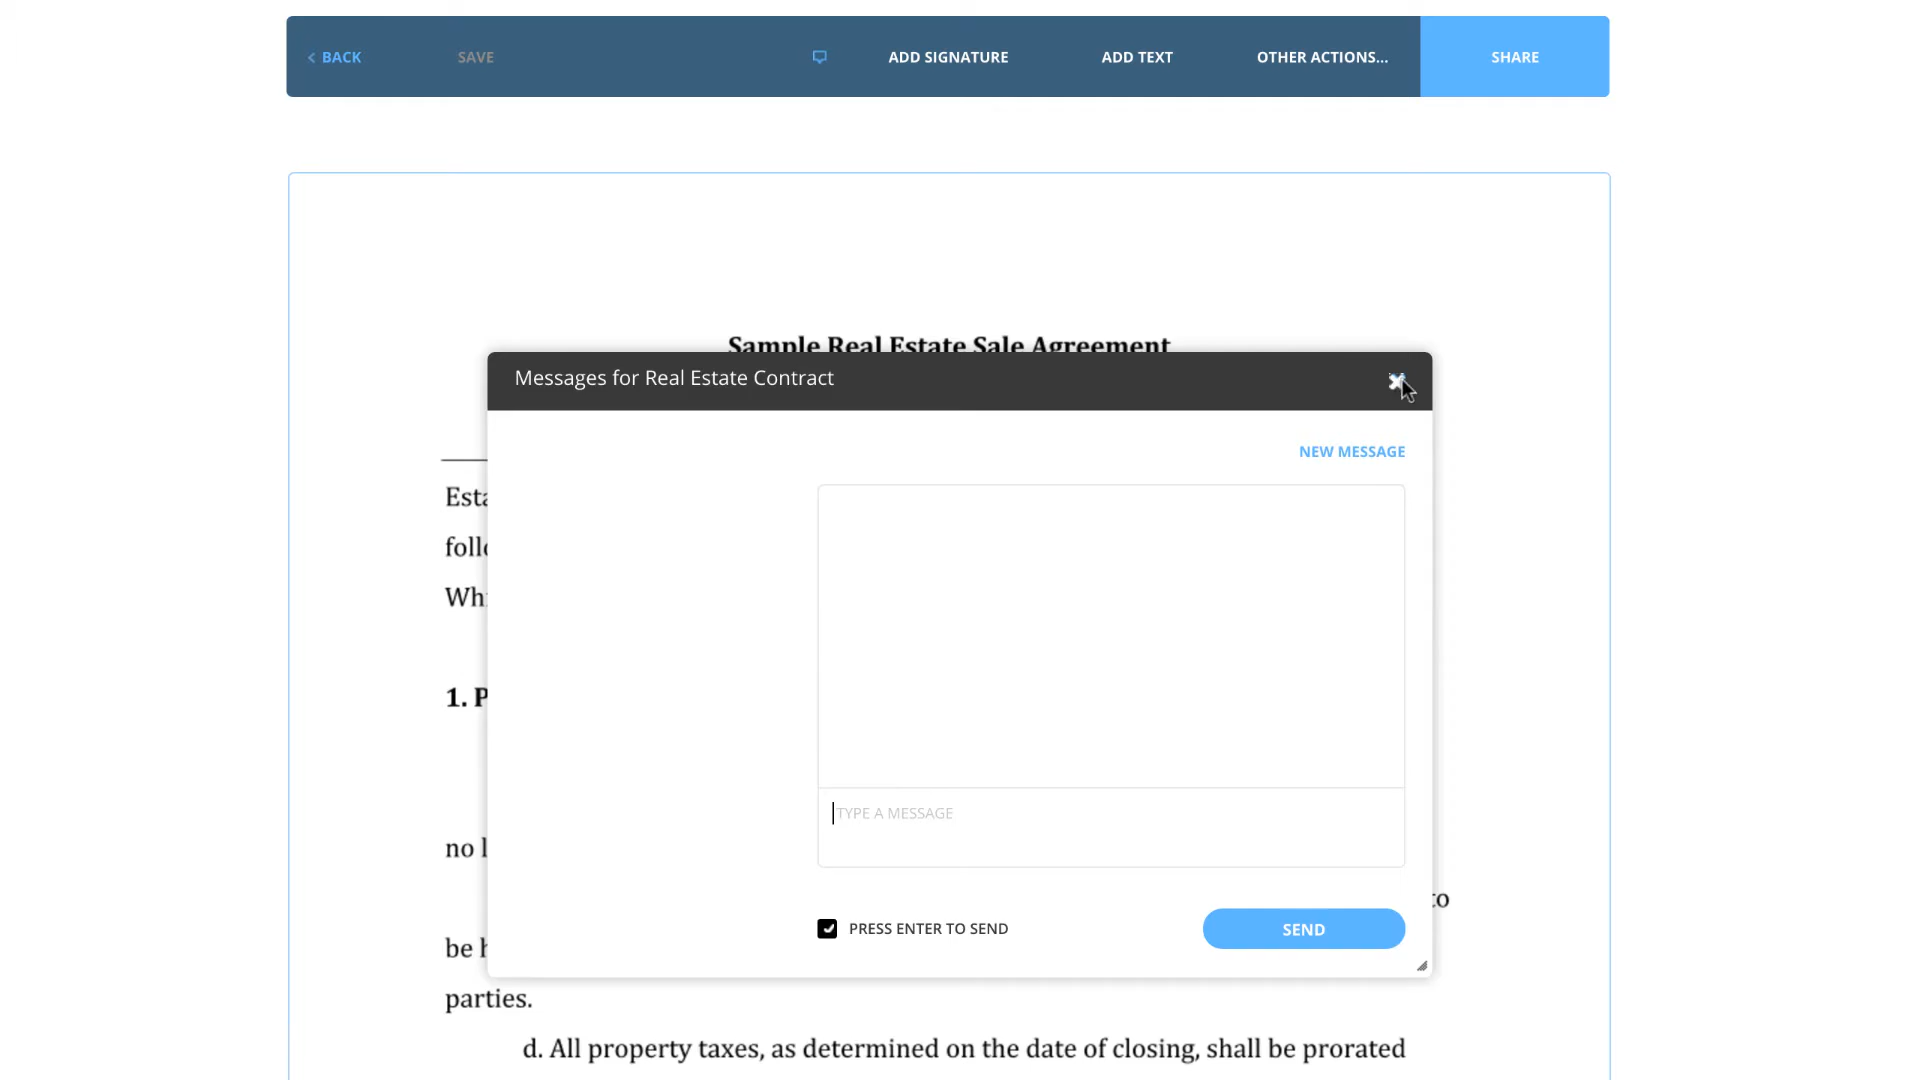 BACK
SAVE
ADD SIGNATURE
ADD TEXT
OTHER ACTIONS...
SHARE
Sample Real Estate Sale Agreement
Messages for Real Estate Contract
NEW MESSAGE
Esta
follo
Whi
1. P
no l
TYPE A MESSAGE
to
PRESS ENTER TO SEND
SEND
be h
parties.
d. All property taxes, as determined on the date of closing, shall be prorated